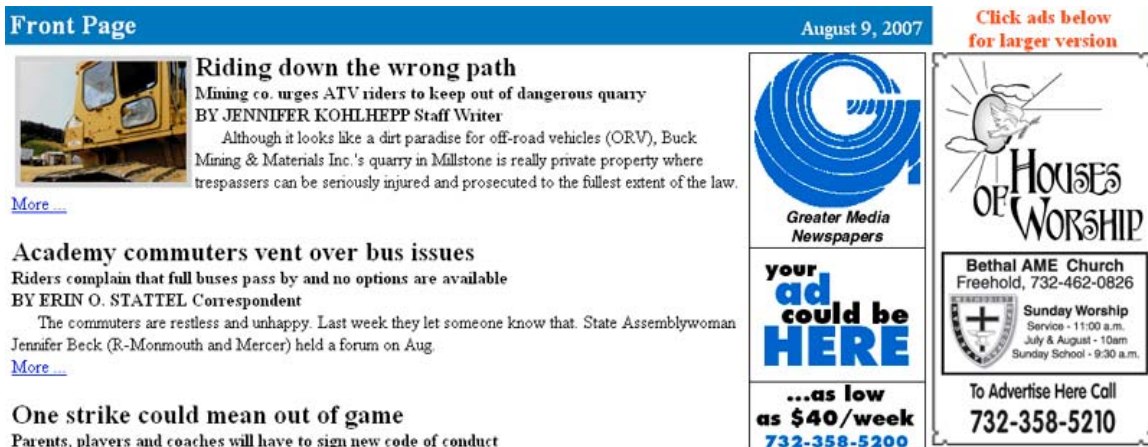 Front Page
August 9, 2007
Riding down the wrong path
Mining co. urges ATV riders to keep out of dangerous quarry
BY JENNIFER KOHLHEPP Staff Writer
Although it looks like a dirt paradise for off-road vehicles (ORV), Buck
Mining & Materials Inc.'s quarry in Millstone is really private property where
trespassers can be seriously injured and prosecuted to the fullest extent of the law.
More ...
Academy commuters vent over bus issues
Riders complain that full buses pass by and no options are available
BY ERIN O. STATTEL Correspondent
The commuters are restless and unhappy. Last week they let someone know that. State Assemblywoman
Jennifer Beck (R-Monmouth and Mercer) held a forum on Aug.
More ...
One strike could mean out of game
Parents, players and coaches will have to sign new code of conduct
Greater Media
Newspapers
your
ad
could be
HERE
...as low
as $40/week
732-358-5200
Click ads below
for larger version
HOUSES
OF WORSHIP
Bethal AME Church
Freehold, 732-462-0826
Sunday Worship
Service - 11:00 a.m.
July & August - 10am
Sunday School - 9:30 a.m.
To Advertise Here Call
732-358-5210